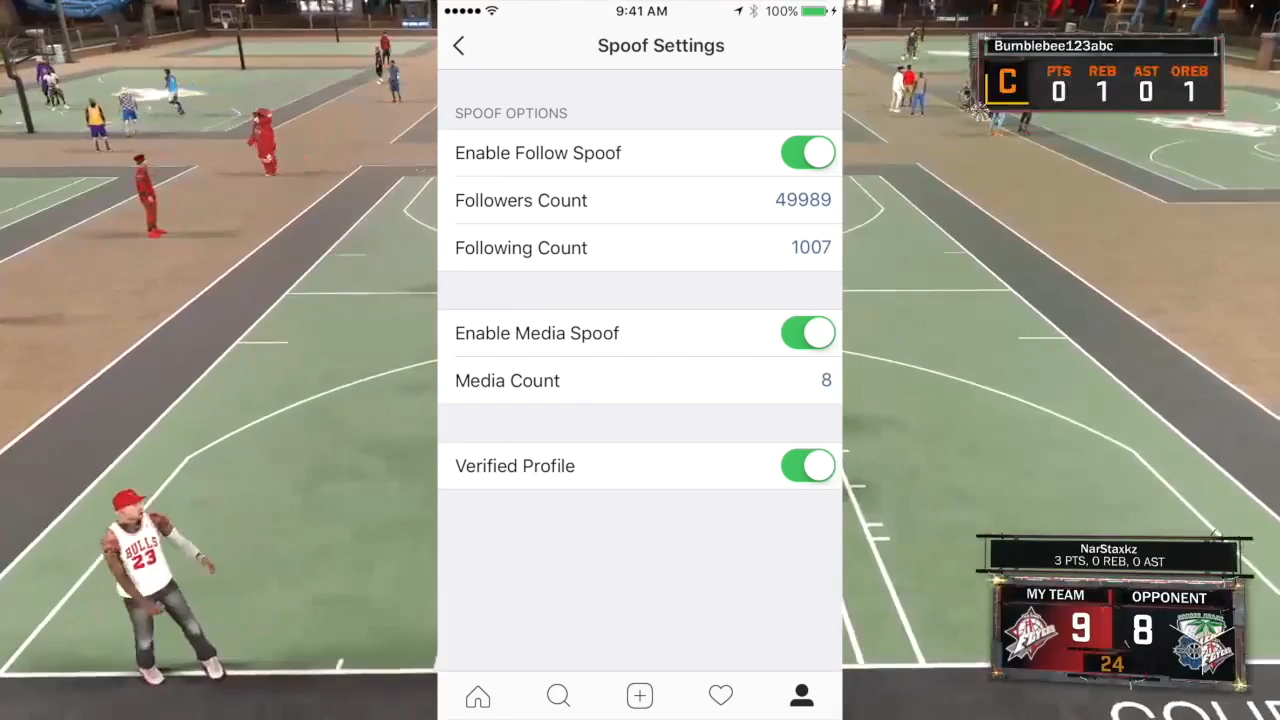 9:41 AM
100%
Spoof Settings
SPOOF OPTIONS
Enable Follow Spoof
Followers Count 49989
Following Count 1007
Enable Media Spoof
Media Count 8
Verified Profile
Bumblebee123abc
C
PTS REB AST OREB
0 1 0 1
BULLS
23
NarStaxkz
3 PTS, 0 REB, 0 AST
MY TEAM OPPONENT
9 8
24